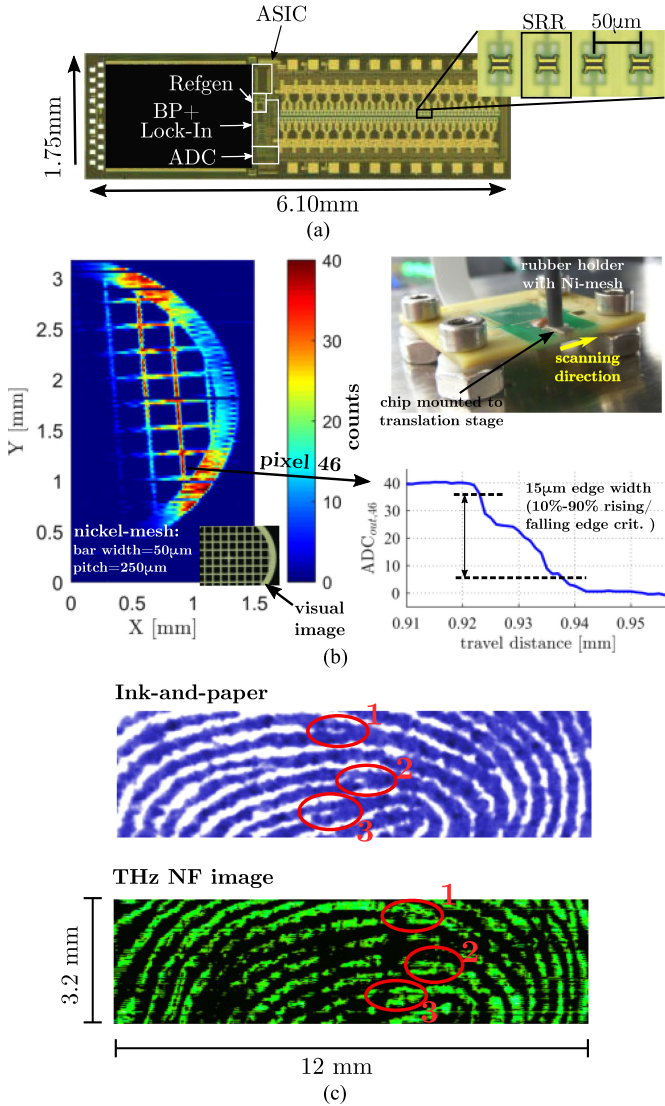 ASIC
SRR
50μm
Refgen
BP+
Lock-In
ADC
1.75mm
6.10mm
(a)
3
2.5
2
1.5
1
0.5
0
Y [mm]
0
0.5
1
1.5
X [mm]
nickel-mesh:
bar width=50μm
pitch=250μm
visual
image
40
30
20
10
0
counts
pixel 46
rubber holder
with Ni-mesh
scanning
direction
chip mounted to
translation stage
40
30
20
10
0
ADCout,46
15μm edge width
(10%-90% rising/
falling edge crit. )
0.91
0.92
0.93
0.94
0.95
travel distance [mm]
(b)
Ink-and-paper
1
2
3
THz NF image
1
2
3
3.2 mm
12 mm
(c)